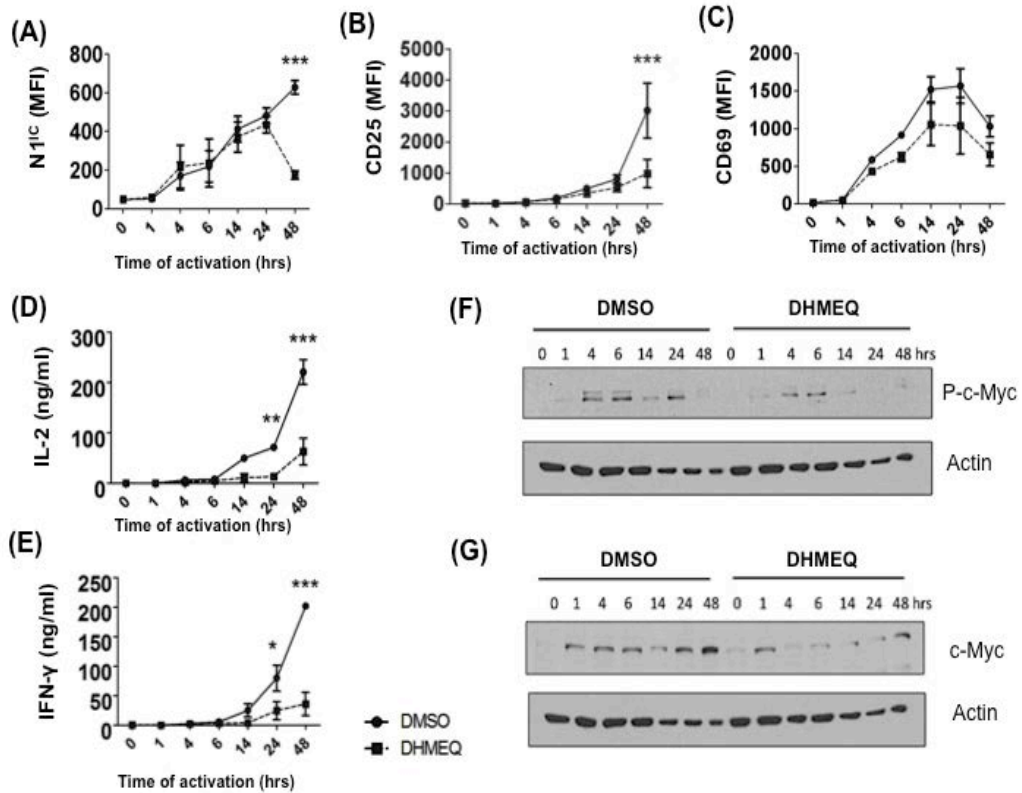 (A)
N1ᴵᶜ (MFI)
800
600
400
200
0
***
0 1 4 6 14 24 48
Time of activation (hrs)
(B)
CD25 (MFI)
5000
4000
3000
2000
1000
0
***
0 1 4 6 14 24 48
Time of activation (hrs)
(C)
CD69 (MFI)
2000
1500
1000
500
0
0 1 4 6 14 24 48
Time of activation (hrs)
(D)
IL-2 (ng/ml)
300
200
100
0
**
***
0 1 4 6 14 24 48
Time of activation (hrs)
(E)
IFN-γ (ng/ml)
250
200
150
100
50
0
*
***
0 1 4 6 14 24 48
Time of activation (hrs)
DMSO
DHMEQ
(F)
DMSO DHMEQ
0 1 4 6 14 24 48 0 1 4 6 14 24 48 hrs
P-c-Myc
Actin
(G)
DMSO DHMEQ
0 1 4 6 14 24 48 0 1 4 6 14 24 48 hrs
c-Myc
Actin